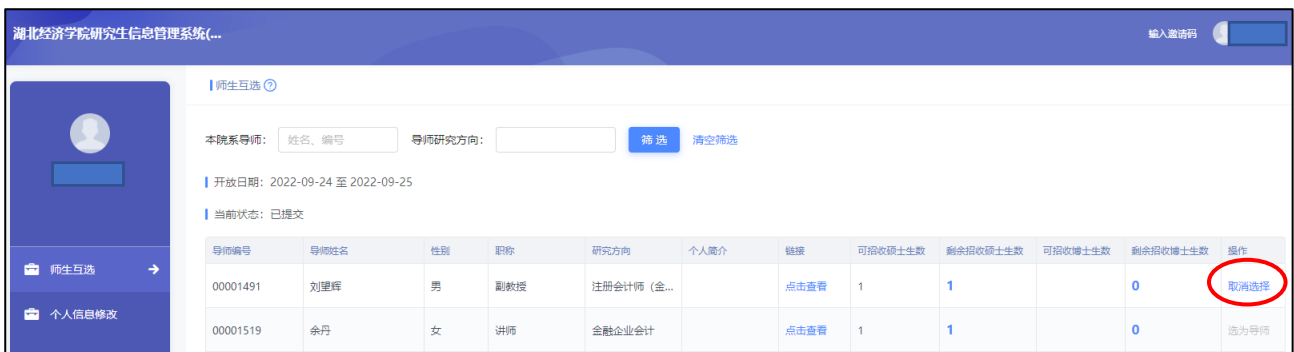 湖北经济学院研究生信息管理系统(...
输入邀请码
师生互选
本院系导师： 姓名、编号 导师研究方向： 筛 选 清空筛选
开放日期：2022-09-24 至 2022-09-25
当前状态：已提交
导师编号 导师姓名 性别 职称 研究方向 个人简介 链接 可招收硕士生数 剩余招收硕士生数 可招收博士生数 剩余招收博士生数 操作
师生互选
00001491 刘望辉 男 副教授 注册会计师（金... 点击查看 1 1 0 取消选择
个人信息修改
00001519 余丹 女 讲师 金融企业会计 点击查看 1 1 0 选为导师